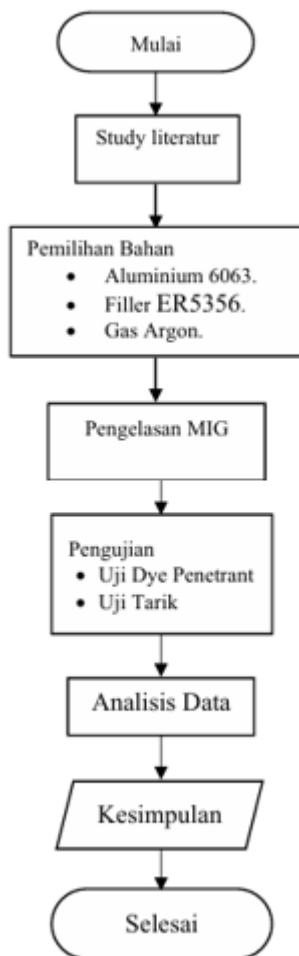 Mulai
Study literatur
Pemilihan Bahan
• Aluminium 6063.
• Filler ER5356.
• Gas Argon.
Pengelasan MIG
Pengujian
• Uji Dye Penetrant
• Uji Tarik
Analisis Data
Kesimpulan
Selesai